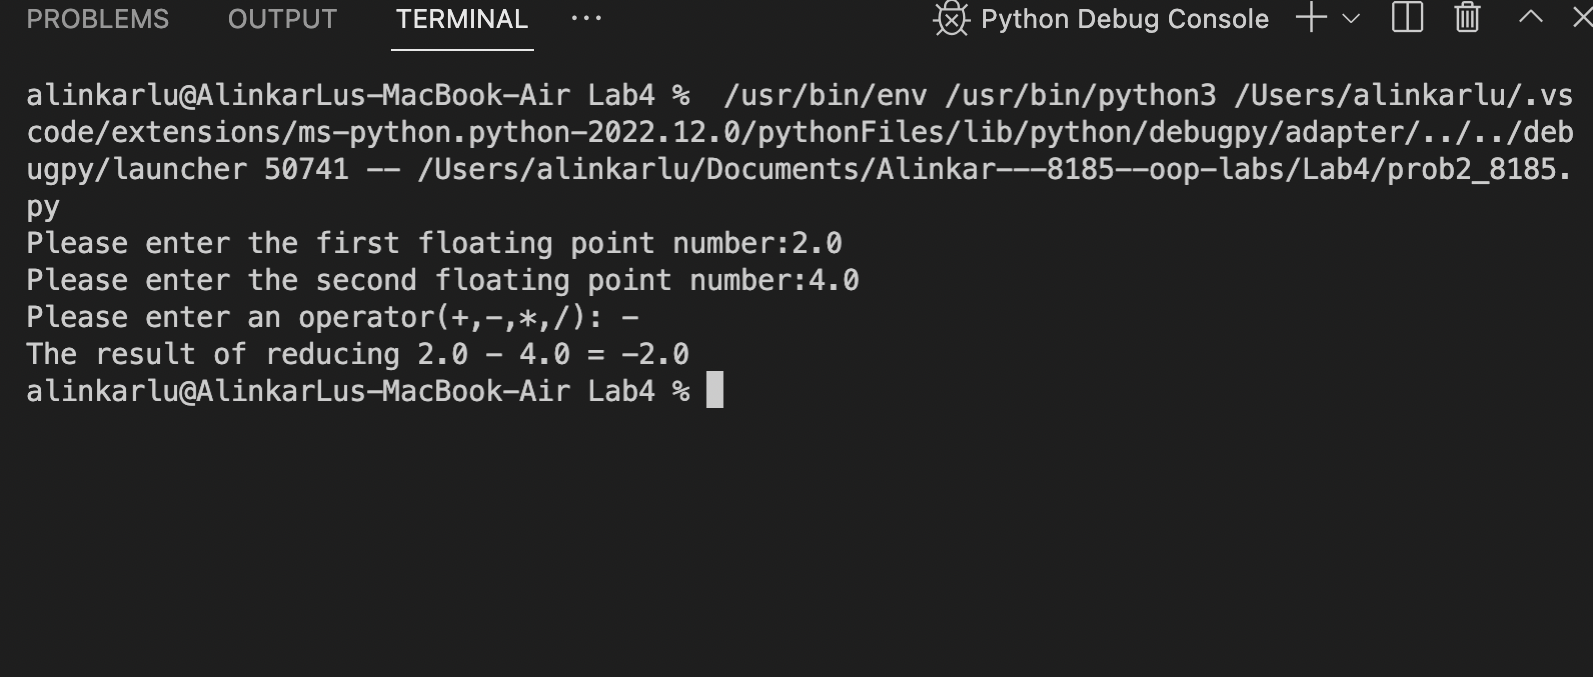 PROBLEMS OUTPUT TERMINAL ··· Python Debug Console
alinkarlu@AlinkarLus-MacBook-Air Lab4 %  /usr/bin/env /usr/bin/python3 /Users/alinkarlu/.vs
code/extensions/ms-python.python-2022.12.0/pythonFiles/lib/python/debugpy/adapter/../../deb
ugpy/launcher 50741 -- /Users/alinkarlu/Documents/Alinkar---8185--oop-labs/Lab4/prob2_8185.
py
Please enter the first floating point number:2.0
Please enter the second floating point number:4.0
Please enter an operator(+,-,*,/): -
The result of reducing 2.0 - 4.0 = -2.0
alinkarlu@AlinkarLus-MacBook-Air Lab4 %